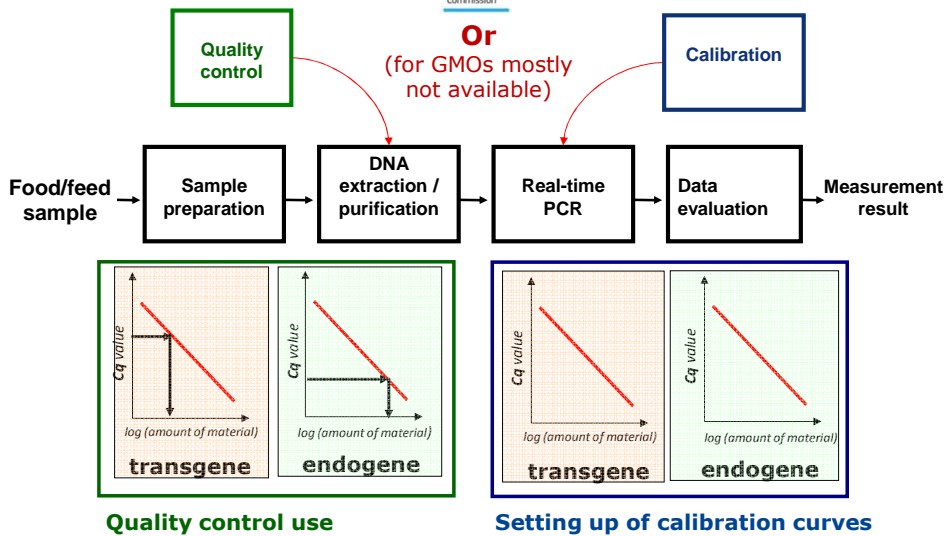 Commission
Or
(for GMOs mostly
not available)
Quality
control
Calibration
Food/feed
sample
Sample
preparation
DNA
extraction /
purification
Real-time
PCR
Data
evaluation
Measurement
result
Cq value
log (amount of material)
transgene
Cq value
log (amount of material)
endogene
Cq value
log (amount of material)
transgene
Cq value
log (amount of material)
endogene
Quality control use
Setting up of calibration curves